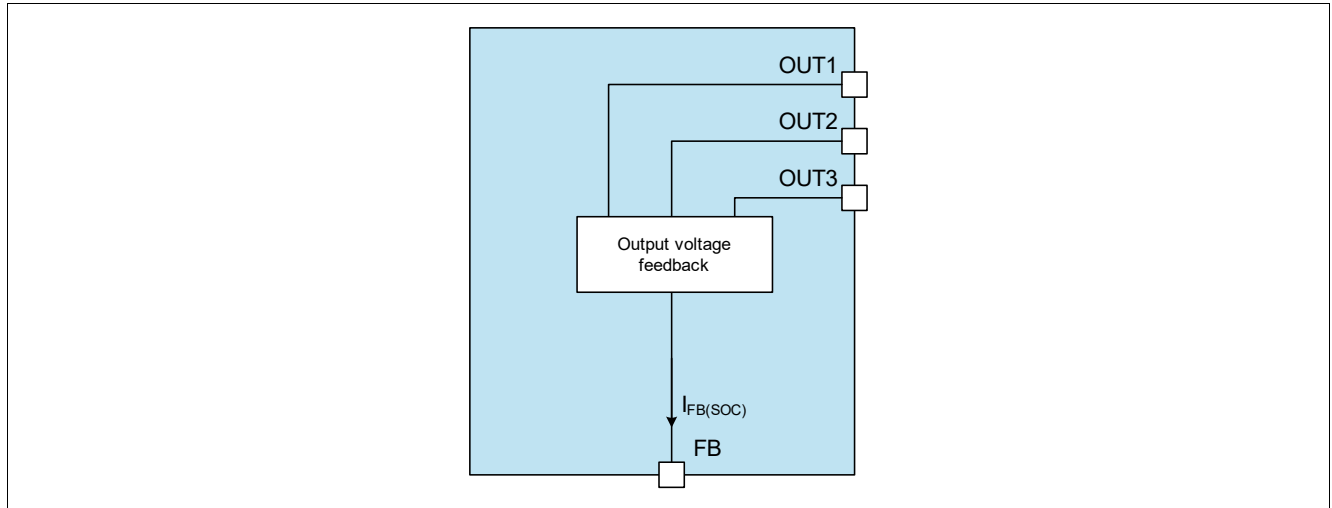 OUT1
OUT2
OUT3
Output voltage
feedback
IFB(SOC)
FB